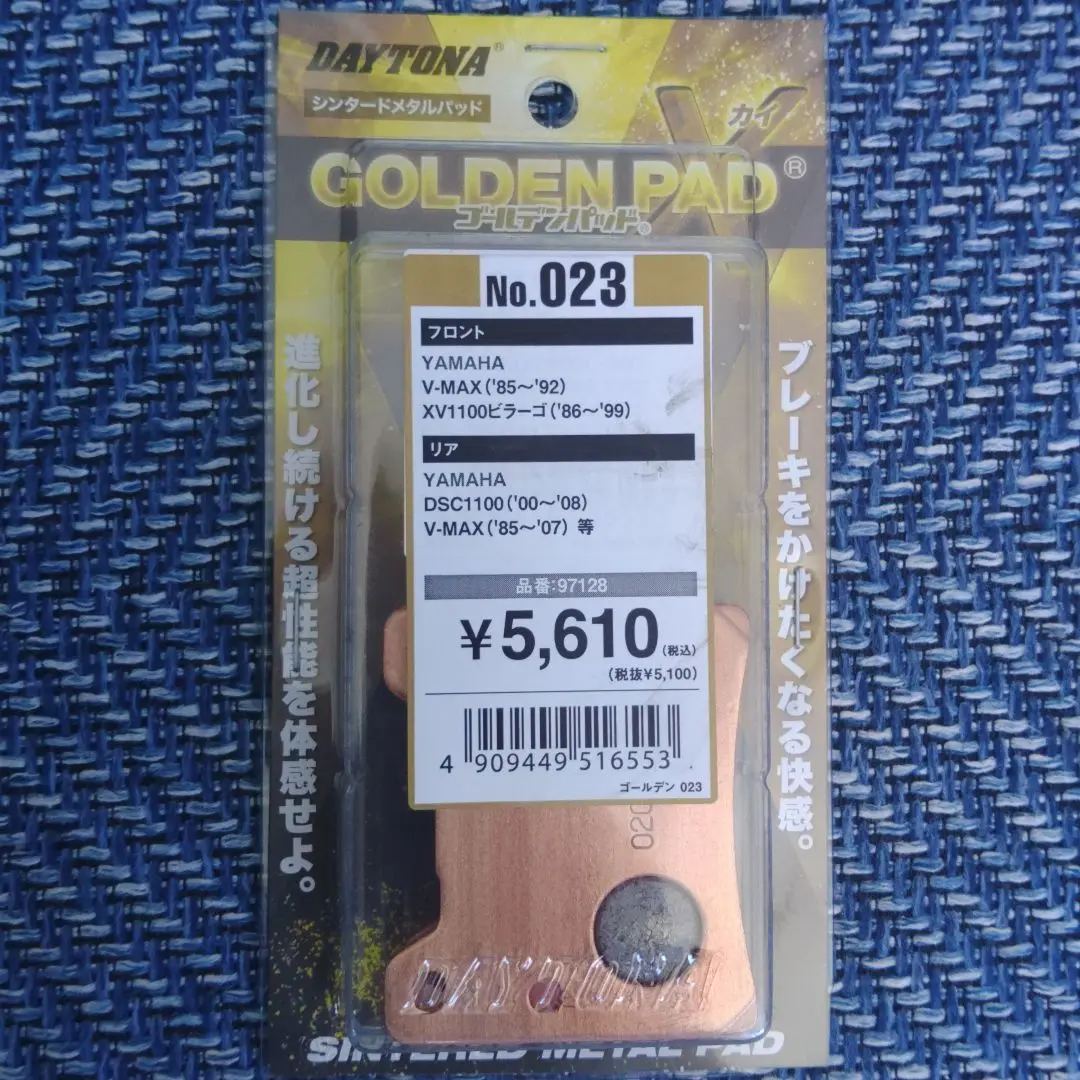 DAYTONA®
シンタードメタルパッド
χ カイ
GOLDEN PAD®
ゴールデンパッド®
No.023
フロント
YAMAHA
V-MAX('85～'92)
XV1100ビラーゴ('86～'99)
リア
YAMAHA
DSC1100('00～'08)
V-MAX('85～'07) 等
品番:97128
￥5,610(税込)
(税抜¥5,100)
4 909449 516553
ゴールデン 023
進化し続ける超性能を体感せよ。
ブレーキをかけたくなる快感。
020
DAYTONA
SINTERED METAL PAD